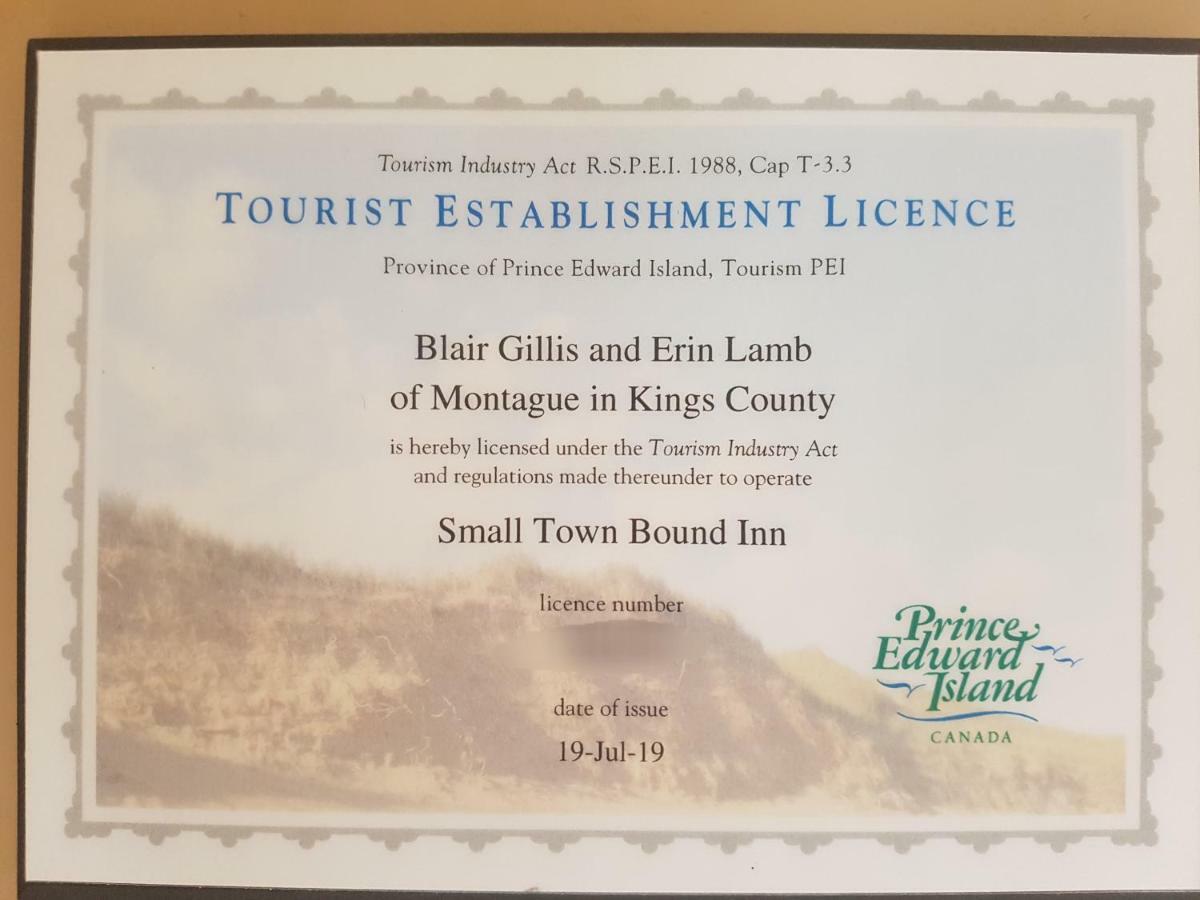 Tourism Industry Act R.S.P.E.I. 1988, Cap T-3.3
TOURIST ESTABLISHMENT LICENCE
Province of Prince Edward Island, Tourism PEI
Blair Gillis and Erin Lamb
of Montague in Kings County
is hereby licensed under the Tourism Industry Act
and regulations made thereunder to operate
Small Town Bound Inn
licence number
date of issue
19-Jul-19
Prince
Edward
Island
CANADA